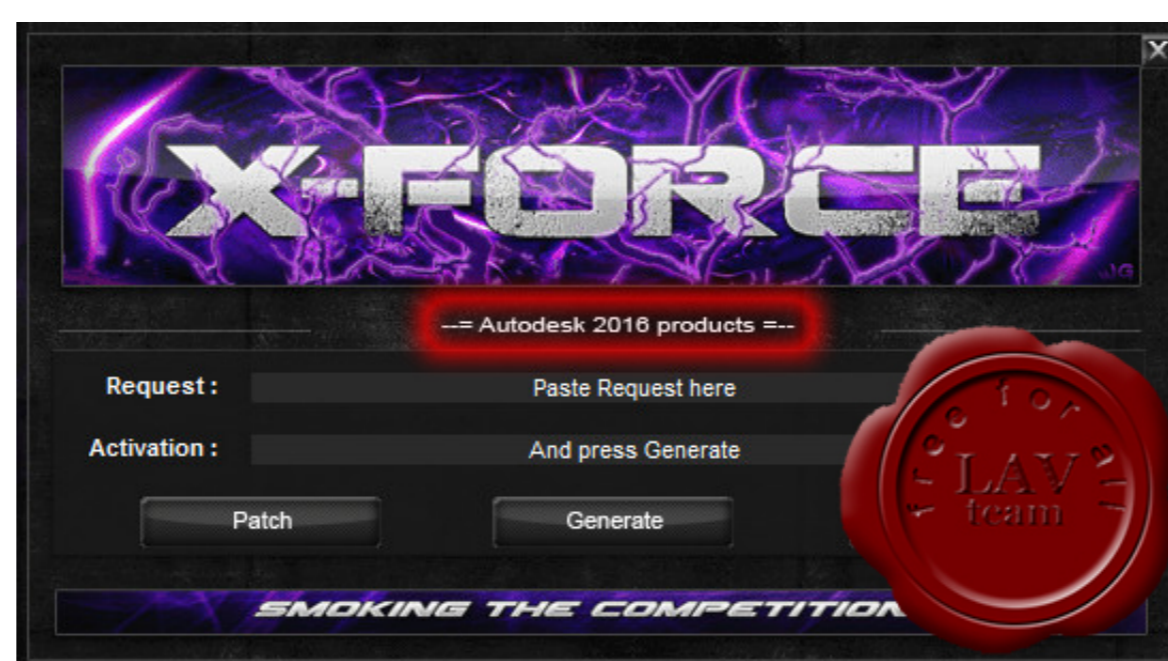 X
X-FORCE
JG
--= Autodesk 2016 products =--
Request :
Paste Request here
Activation :
And press Generate
Patch
Generate
free for all
LAV
team
SMOKING THE COMPETITION